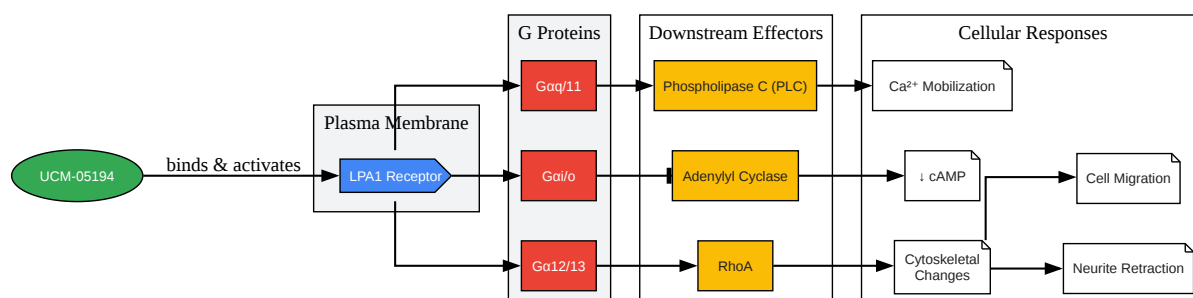 G Proteins
Downstream Effectors
Cellular Responses
Gαq/11
Phospholipase C (PLC)
Ca²⁺ Mobilization
Plasma Membrane
UCM-05194
binds & activates
LPA1 Receptor
Gαi/o
Adenylyl Cyclase
↓ cAMP
Cell Migration
Gα12/13
RhoA
Cytoskeletal
Changes
Neurite Retraction